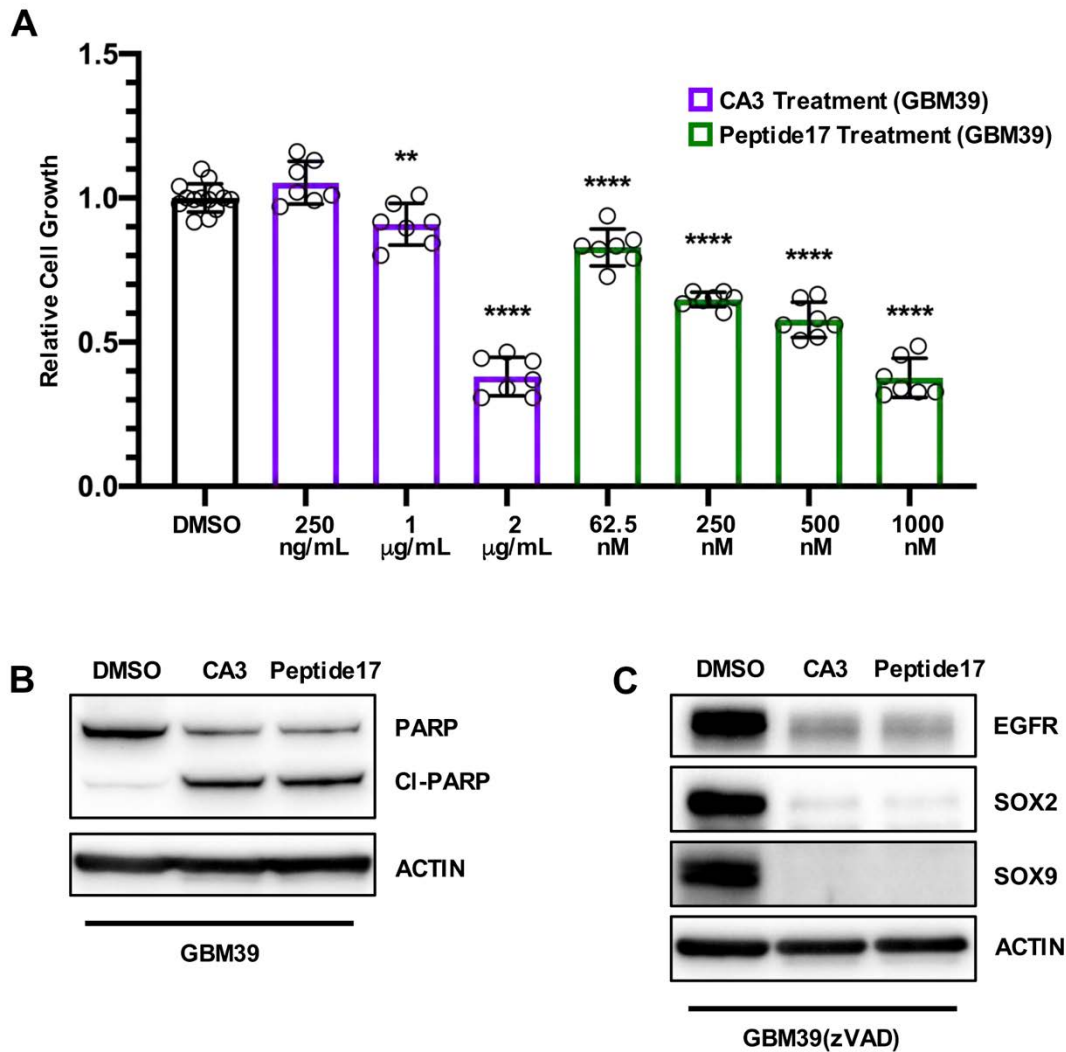 A
1.5
1.0
0.5
0.0
Relative Cell Growth
CA3 Treatment (GBM39)
Peptide17 Treatment (GBM39)
**
****
****
****
****
****
DMSO
250
ng/mL
1
μg/mL
2
μg/mL
62.5
nM
250
nM
500
nM
1000
nM
B
DMSO CA3 Peptide17
PARP
Cl-PARP
ACTIN
GBM39
C
DMSO CA3 Peptide17
EGFR
SOX2
SOX9
ACTIN
GBM39(zVAD)